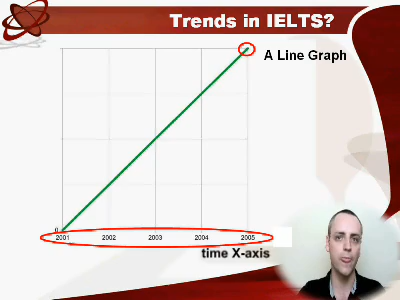 Trends in IELTS?
A Line Graph
0
2001 2002 2003 2004 2005
time X-axis